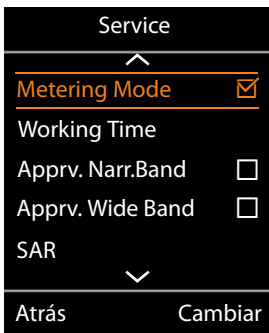 Service
Metering Mode
Working Time
Apprv. Narr.Band
Apprv. Wide Band
SAR
Atrás Cambiar